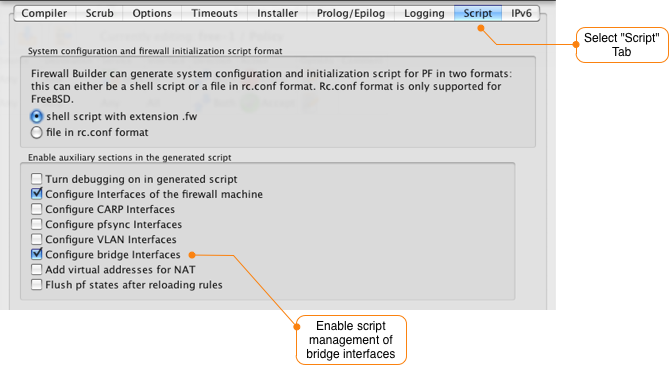 Compiler Scrub Options Timeouts Installer Prolog/Epilog Logging Script IPv6
Select "Script"
Tab
System configuration and firewall initialization script format
Firewall Builder can generate system configuration and initialization script for PF in two formats:
this can either be a shell script or a file in rc.conf format. Rc.conf format is only supported for
FreeBSD.
shell script with extension .fw
file in rc.conf format
Enable auxiliary sections in the generated script
Turn debugging on in generated script
Configure Interfaces of the firewall machine
Configure CARP Interfaces
Configure pfsync Interfaces
Configure VLAN Interfaces
Configure bridge Interfaces
Add virtual addresses for NAT
Flush pf states after reloading rules
Enable script
management of
bridge interfaces